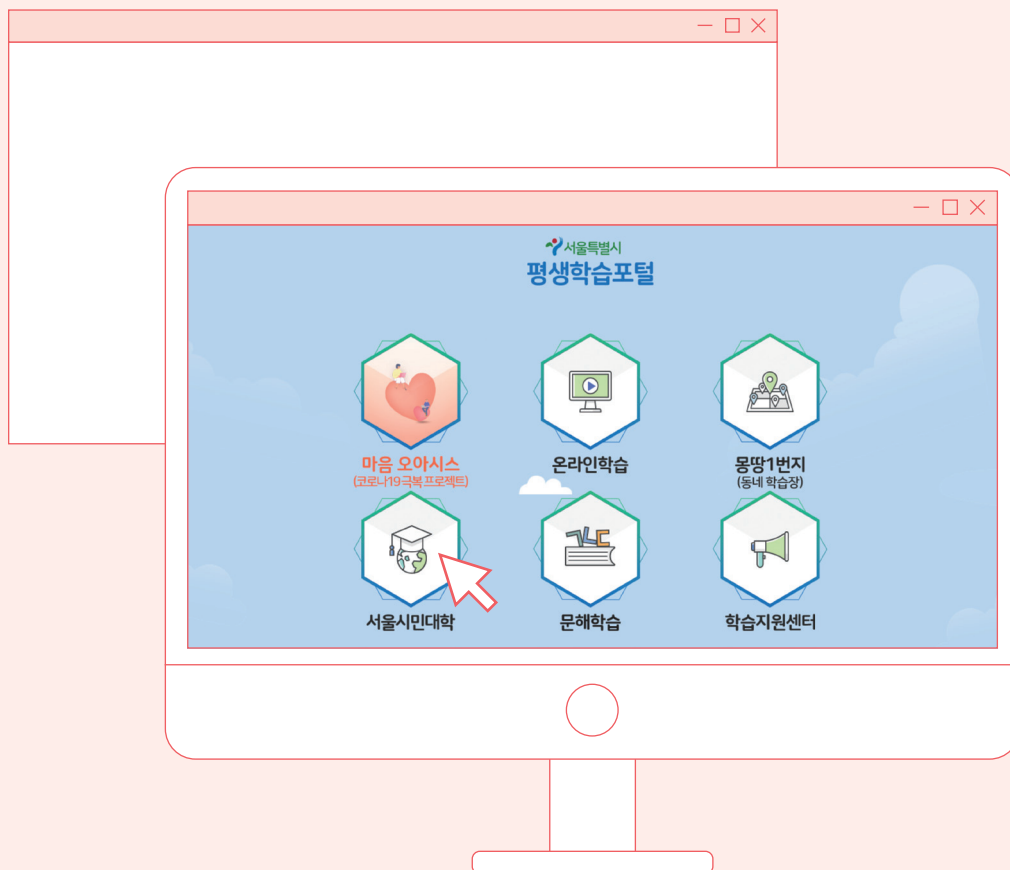 서울특별시
평생학습포털
마음 오아시스
(코로나19 극복 프로젝트)
온라인학습
몽땅1번지
(동네 학습장)
서울시민대학
문해학습
학습지원센터